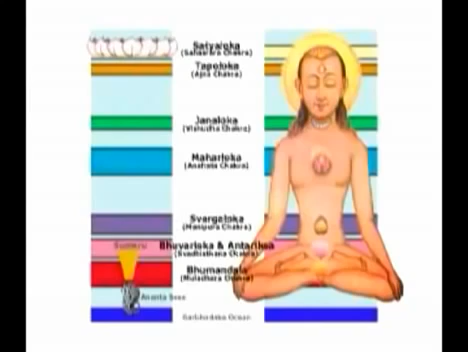 Satyaloka
(Sahasrara Chakra)
Tapoloka
(Ajna Chakra)
Janaloka
(Vishudha Chakra)
Maharloka
(Anahata Chakra)
Svargaloka
(Manipura Chakra)
Sumeru
Bhuvarloka & Antariksa
(Svadhisthana Chakra)
Bhumandala
(Muladhara Chakra)
Ananta Sesa
Garbhodaka Ocean